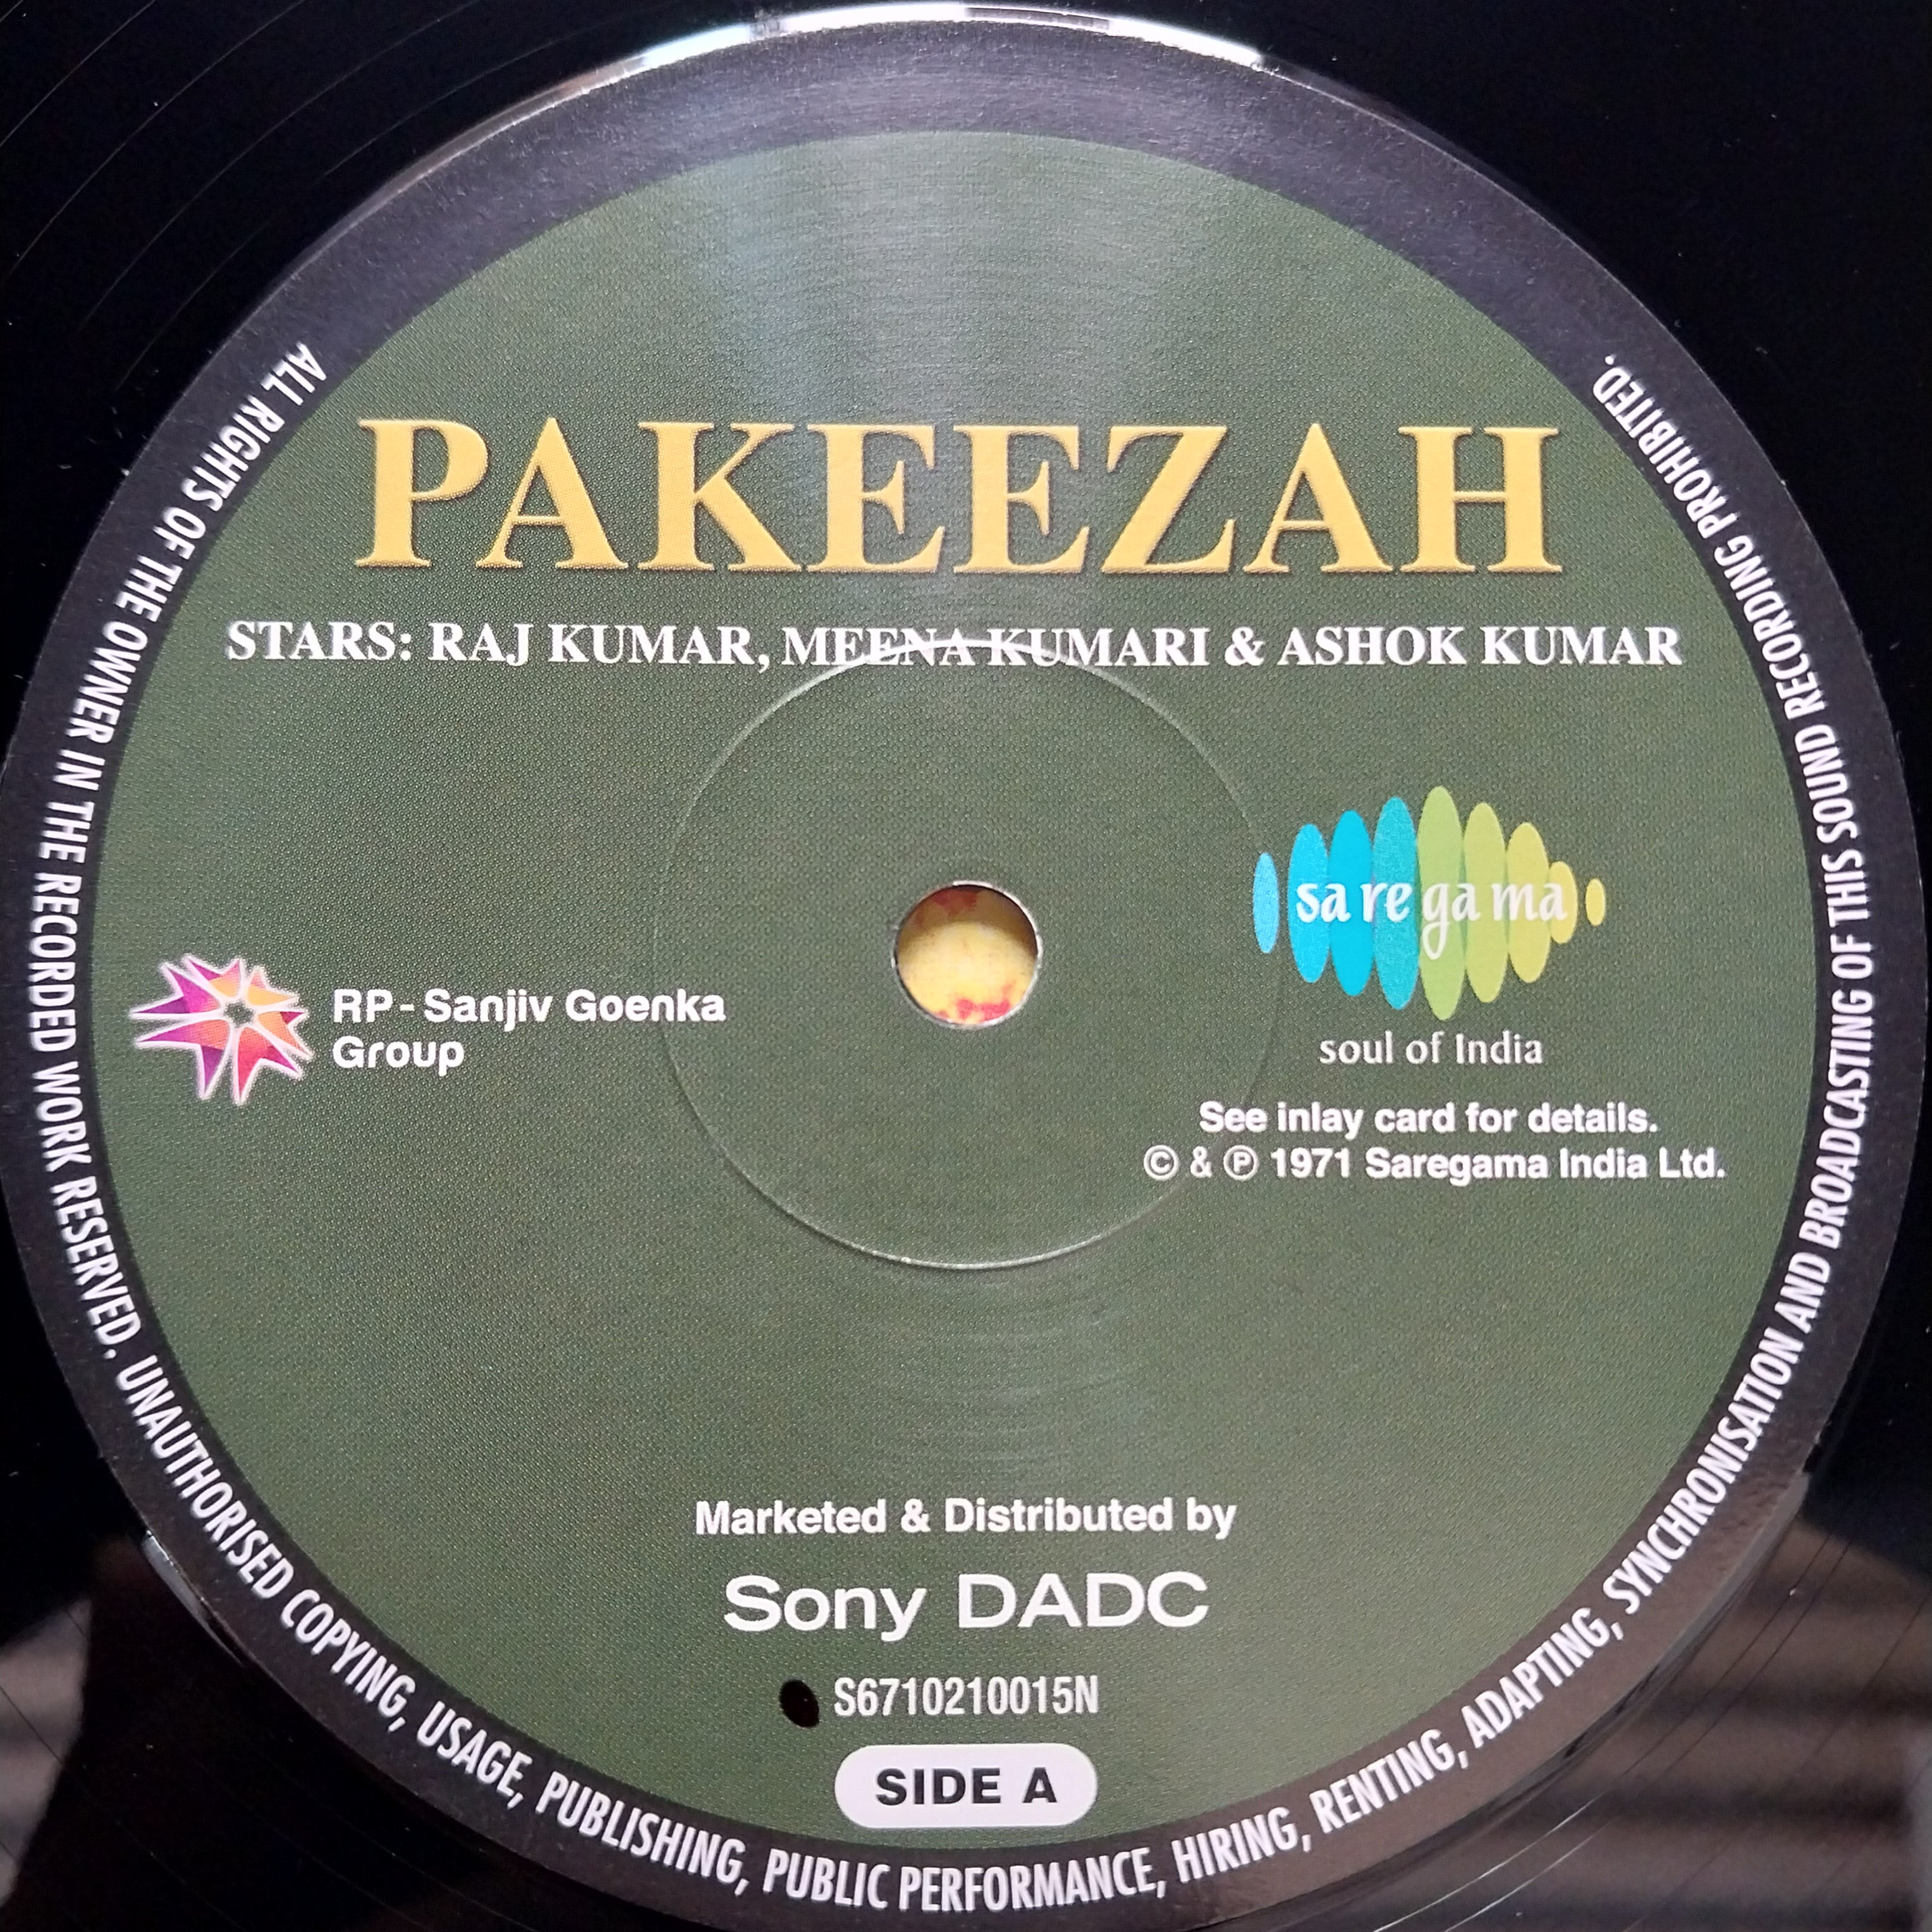 PAKEEZAH
STARS: RAJ KUMAR, MEENA KUMARI & ASHOK KUMAR
sa re ga ma
soul of India
RP-Sanjiv Goenka
Group
See inlay card for details.
© & ℗ 1971 Saregama India Ltd.
Marketed & Distributed by
Sony DADC
S6710210015N
SIDE A
ALL RIGHTS OF THE OWNER IN THE RECORDED WORK RESERVED. UNAUTHORISED COPYING, USAGE, PUBLISHING, PUBLIC PERFORMANCE, HIRING, RENTING, ADAPTING, SYNCHRONISATION AND BROADCASTING OF THIS SOUND RECORDING PROHIBITED.